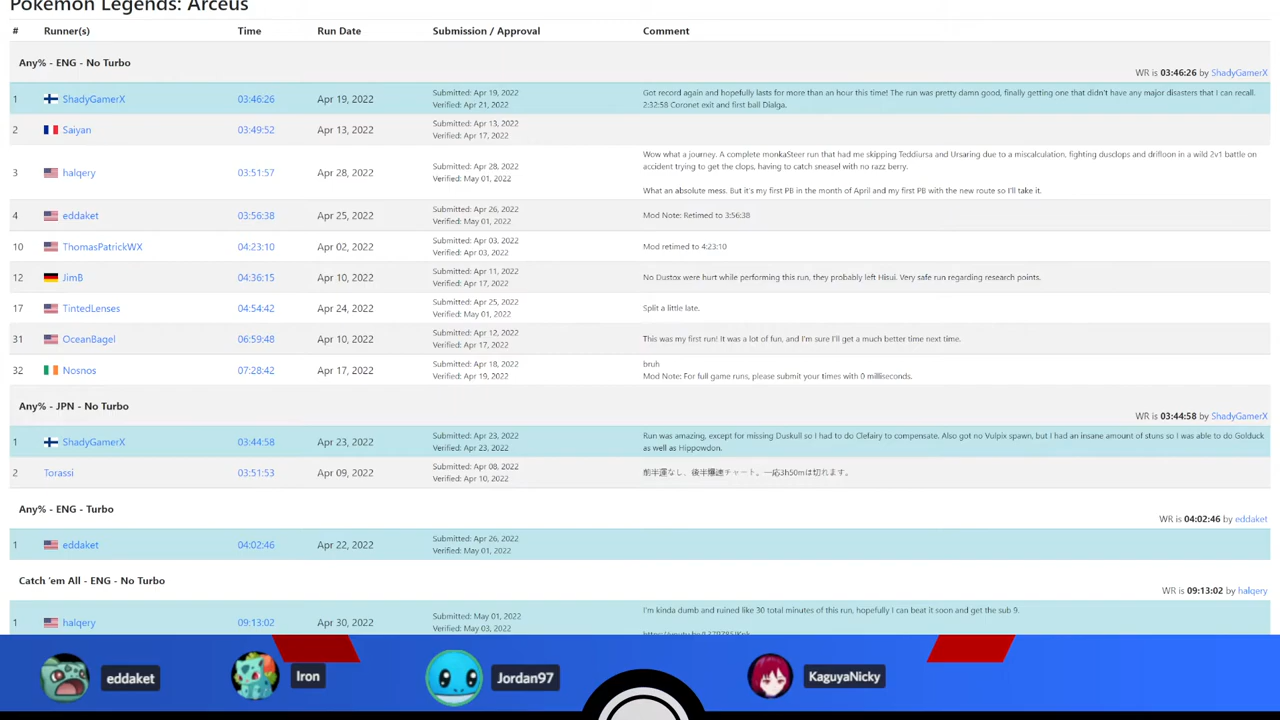 Pokémon Legends: Arceus
# Runner(s) Time Run Date Submission / Approval Comment
Any% - ENG - No Turbo
WR is 03:46:26 by ShadyGamerX
1 ShadyGamerX 03:46:26 Apr 19, 2022 Submitted: Apr 19, 2022 Got record again and hopefully lasts for more than an hour this time! The run was pretty damn good, finally getting one that didn't have any major disasters that I can recall.
Verified: Apr 21, 2022 2:32:58 Coronet exit and first ball Dialga.
2 Saiyan 03:49:52 Apr 13, 2022 Submitted: Apr 13, 2022
Verified: Apr 17, 2022
Wow what a journey. A complete monkaSteer run that had me skipping Teddiursa and Ursaring due to a miscalculation, fighting dusclops and drifloon in a wild 2v1 battle on
3 halqery 03:51:57 Apr 28, 2022 Submitted: Apr 28, 2022 accident trying to get the clops, having to catch sneasel with no razz berry.
Verified: May 01, 2022
What an absolute mess. But it's my first PB in the month of April and my first PB with the new route so I'll take it.
4 eddaket 03:56:38 Apr 25, 2022 Submitted: Apr 26, 2022 Mod Note: Retimed to 3:56:38
Verified: May 01, 2022
10 ThomasPatrickWX 04:23:10 Apr 02, 2022 Submitted: Apr 03, 2022 Mod retimed to 4:23:10
Verified: Apr 03, 2022
12 JimB 04:36:15 Apr 10, 2022 Submitted: Apr 11, 2022 No Dustox were hurt while performing this run, they probably left Hisui. Very safe run regarding research points.
Verified: Apr 17, 2022
17 TintedLenses 04:54:42 Apr 24, 2022 Submitted: Apr 25, 2022 Split a little late.
Verified: May 01, 2022
31 OceanBagel 06:59:48 Apr 10, 2022 Submitted: Apr 12, 2022 This was my first run! It was a lot of fun, and I'm sure I'll get a much better time next time.
Verified: Apr 17, 2022
32 Nosnos 07:28:42 Apr 17, 2022 Submitted: Apr 18, 2022 bruh
Verified: Apr 19, 2022 Mod Note: For full game runs, please submit your times with 0 milliseconds.
Any% - JPN - No Turbo
WR is 03:44:58 by ShadyGamerX
1 ShadyGamerX 03:44:58 Apr 23, 2022 Submitted: Apr 23, 2022 Run was amazing, except for missing Duskull so I had to do Clefairy to compensate. Also got no Vulpix spawn, but I had an insane amount of stuns so I was able to do Golduck
Verified: Apr 23, 2022 as well as Hippowdon.
2 Torassi 03:51:53 Apr 09, 2022 Submitted: Apr 08, 2022 前半運なし、後半爆速チャート。一応3h50mは切れます。
Verified: Apr 10, 2022
Any% - ENG - Turbo
WR is 04:02:46 by eddaket
1 eddaket 04:02:46 Apr 22, 2022 Submitted: Apr 26, 2022
Verified: May 01, 2022
Catch 'em All - ENG - No Turbo
WR is 09:13:02 by halqery
1 halqery 09:13:02 Apr 30, 2022 Submitted: May 01, 2022 I'm kinda dumb and ruined like 30 total minutes of this run, hopefully I can beat it soon and get the sub 9.
Verified: May 03, 2022
eddaket Iron Jordan97 KaguyaNicky